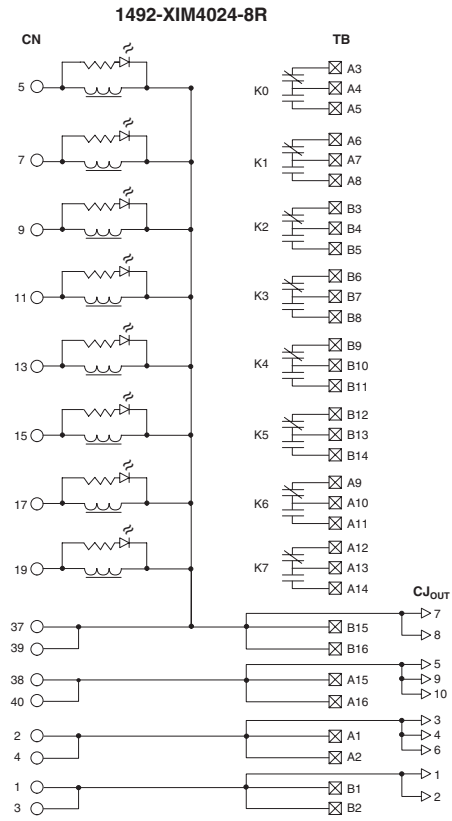 1492-XIM4024-8R
CN TB
5 K0 A3
A4
A5
7 K1 A6
A7
A8
9 K2 B3
B4
B5
11 K3 B6
B7
B8
13 K4 B9
B10
B11
15 K5 B12
B13
B14
17 K6 A9
A10
A11
19 K7 A12
A13
A14
CJOUT
37 B15 7
39 B16 8
38 A15 5
9
40 A16 10
2 A1 3
4
4 A2 6
1 B1 1
3 B2 2